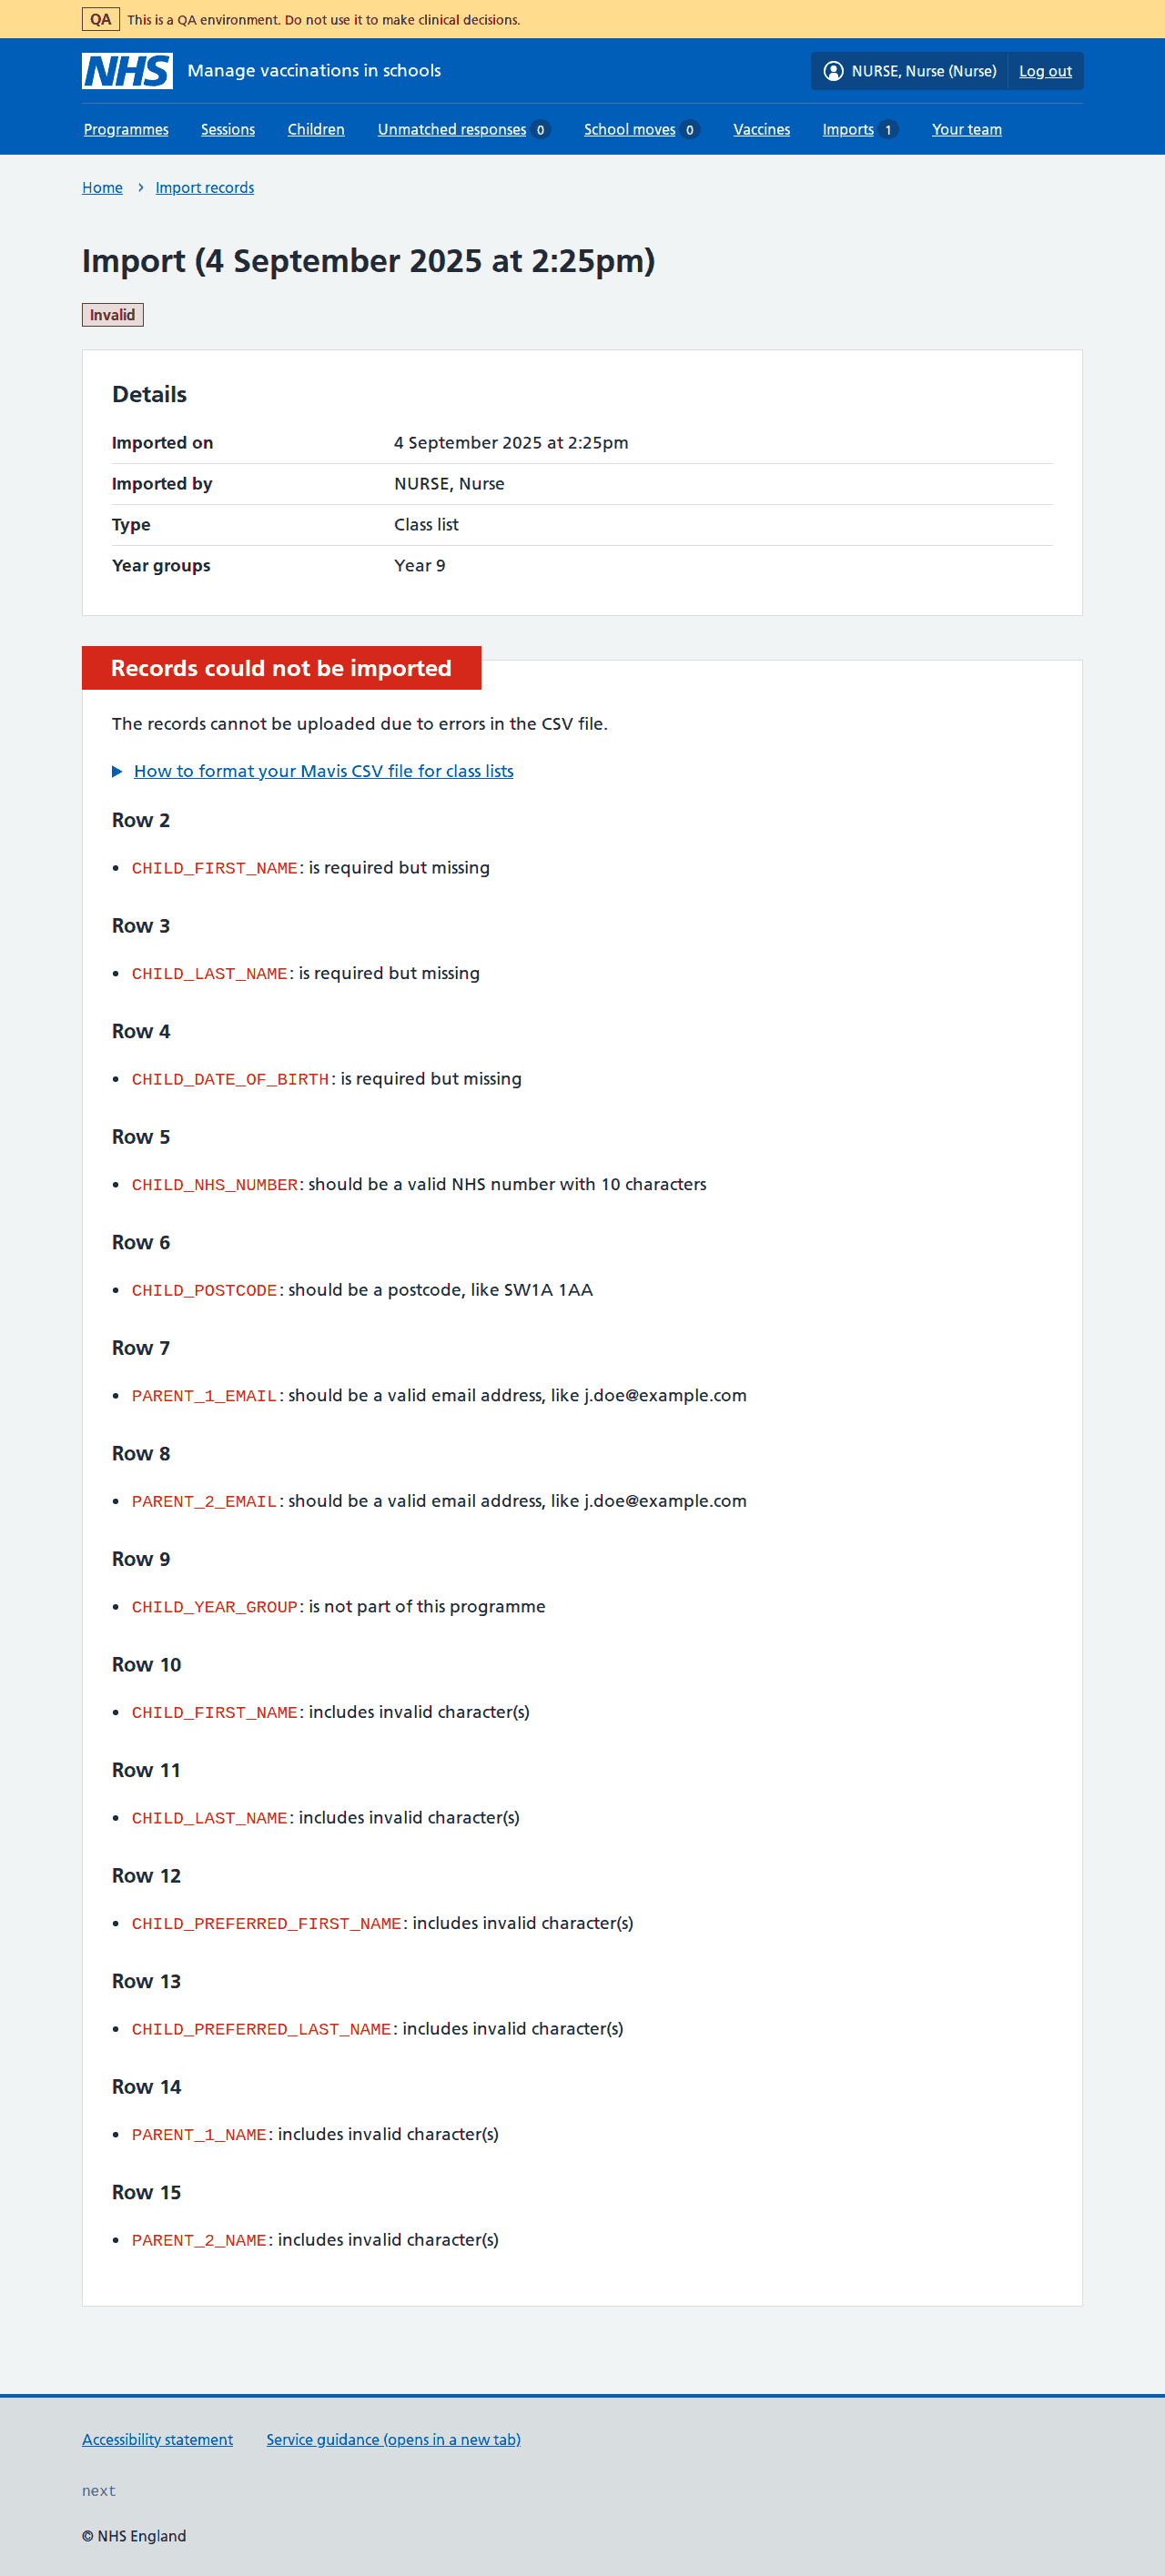 QA This is a QA environment. Do not use it to make clinical decisions.
NHS Manage vaccinations in schools NURSE, Nurse (Nurse) Log out
Programmes Sessions Children Unmatched responses 0 School moves 0 Vaccines Imports 1 Your team
Home › Import records
Import (4 September 2025 at 2:25pm)
Invalid
Details
Imported on 4 September 2025 at 2:25pm
Imported by NURSE, Nurse
Type Class list
Year groups Year 9
Records could not be imported
The records cannot be uploaded due to errors in the CSV file.
How to format your Mavis CSV file for class lists
Row 2
• CHILD_FIRST_NAME: is required but missing
Row 3
• CHILD_LAST_NAME: is required but missing
Row 4
• CHILD_DATE_OF_BIRTH: is required but missing
Row 5
• CHILD_NHS_NUMBER: should be a valid NHS number with 10 characters
Row 6
• CHILD_POSTCODE: should be a postcode, like SW1A 1AA
Row 7
• PARENT_1_EMAIL: should be a valid email address, like j.doe@example.com
Row 8
• PARENT_2_EMAIL: should be a valid email address, like j.doe@example.com
Row 9
• CHILD_YEAR_GROUP: is not part of this programme
Row 10
• CHILD_FIRST_NAME: includes invalid character(s)
Row 11
• CHILD_LAST_NAME: includes invalid character(s)
Row 12
• CHILD_PREFERRED_FIRST_NAME: includes invalid character(s)
Row 13
• CHILD_PREFERRED_LAST_NAME: includes invalid character(s)
Row 14
• PARENT_1_NAME: includes invalid character(s)
Row 15
• PARENT_2_NAME: includes invalid character(s)
Accessibility statement Service guidance (opens in a new tab)
next
© NHS England